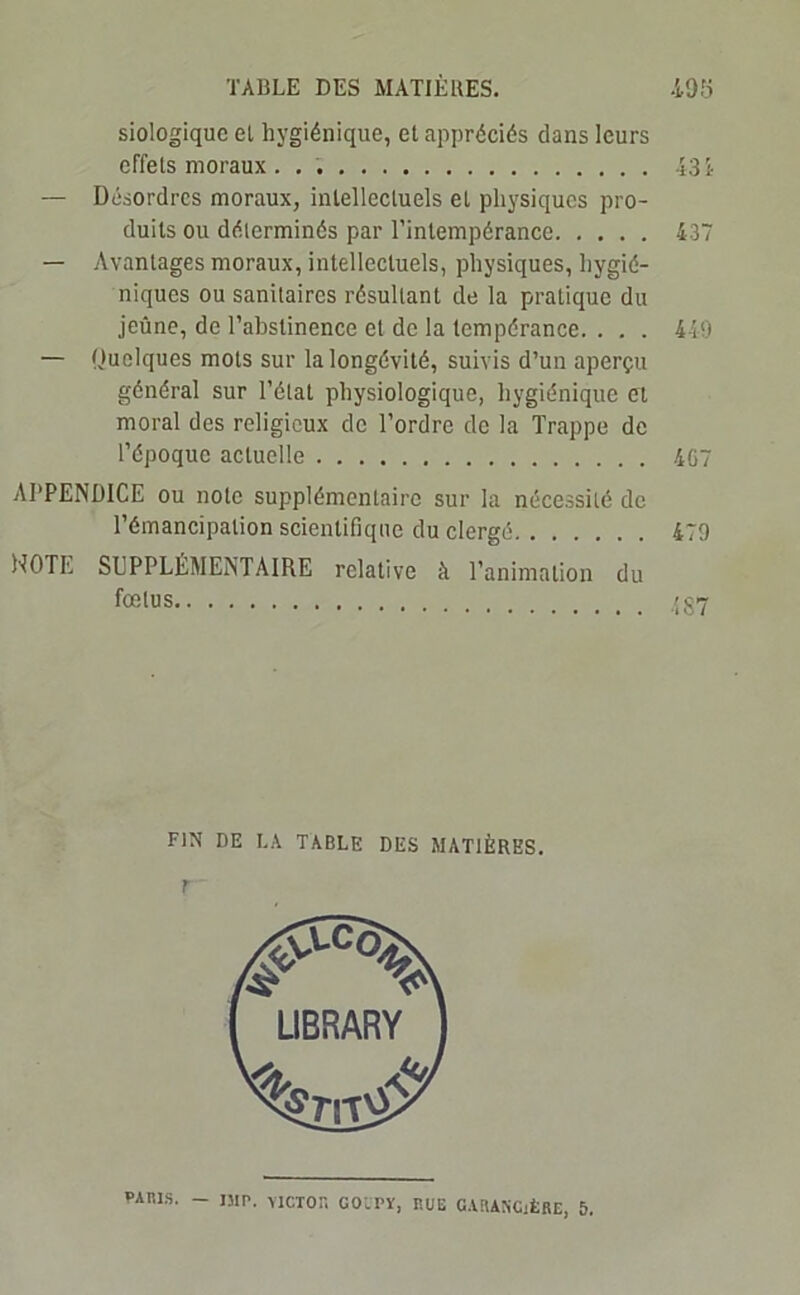 TABLE DES MATIÈRES. 495
siologique et hygiénique, et appréciés dans leurs
effets moraux . . . . . . . . . . . . . . . . . . . . 434
— Désordres moraux, intellectuels et physiques pro-
duits ou déterminés par l'intempérance. . . . . . 437
— Avantages moraux, intellectuels, physiques, hygié-
niques ou sanitaires résultant de la pratique du
jeûne, de l'abstinence et de la tempérance. . . . 449
— Quelques mots sur la longévité, suivis d'un aperçu
général sur l'état physiologique, hygiénique et
moral des religieux de l'ordre de la Trappe de
l'époque actuelle . . . . . . . . . . . . . . . . . 467
APPENDICE ou note supplémentaire sur la nécessité de
l'émancipation scientifique du clergé. . . . . . . . 479
NOTE SUPPLÉMENTAIRE relative à l'animation du
fœtus. . . . . . . . . . . . . . . . . . . . . . . . 487
FIN DE LA TABLE DES MATIÈRES.
WELLCOME
LIBRARY
INSTITUTE
PARIS. — IMP. VICTOR GOUPY, RUE GARANCIÈRE, 5.